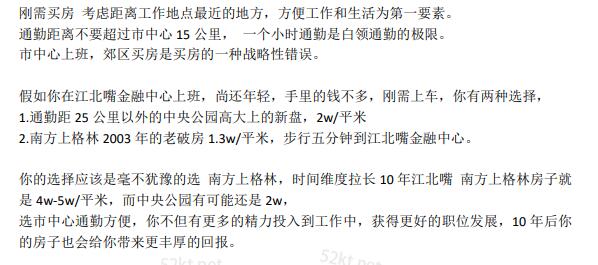 刚需买房 考虑距离工作地点最近的地方，方便工作和生活为第一要素。
通勤距离不要超过市中心 15 公里， 一个小时通勤是白领通勤的极限。
市中心上班，郊区买房是买房的一种战略性错误。
假如你在江北嘴金融中心上班，尚还年轻，手里的钱不多，刚需上车，你有两种选择，
1.通勤距 25 公里以外的中央公园高大上的新盘，2w/平米
2.南方上格林 2003 年的老破房 1.3w/平米，步行五分钟到江北嘴金融中心。
你的选择应该是毫不犹豫的选 南方上格林，时间维度拉长 10 年江北嘴 南方上格林房子就
是 4w-5w/平米，而中央公园有可能还是 2w，
选市中心通勤方便，你不但有更多的精力投入到工作中，获得更好的职位发展，10 年后你
的房子也会给你带来更丰厚的回报。
52kt.net
52kt.net